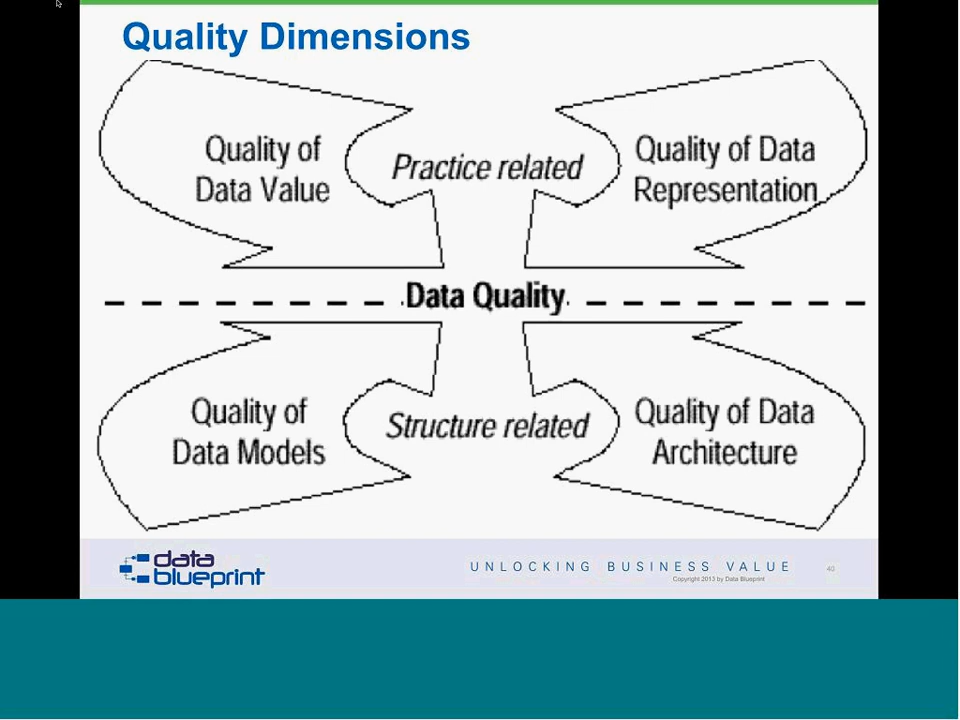 Quality Dimensions
Quality of
Data Value
Practice related
Quality of Data
Representation
Data Quality
Quality of
Data Models
Structure related
Quality of Data
Architecture
data
blueprint
UNLOCKING BUSINESS VALUE
Copyright 2013 by Data Blueprint
40